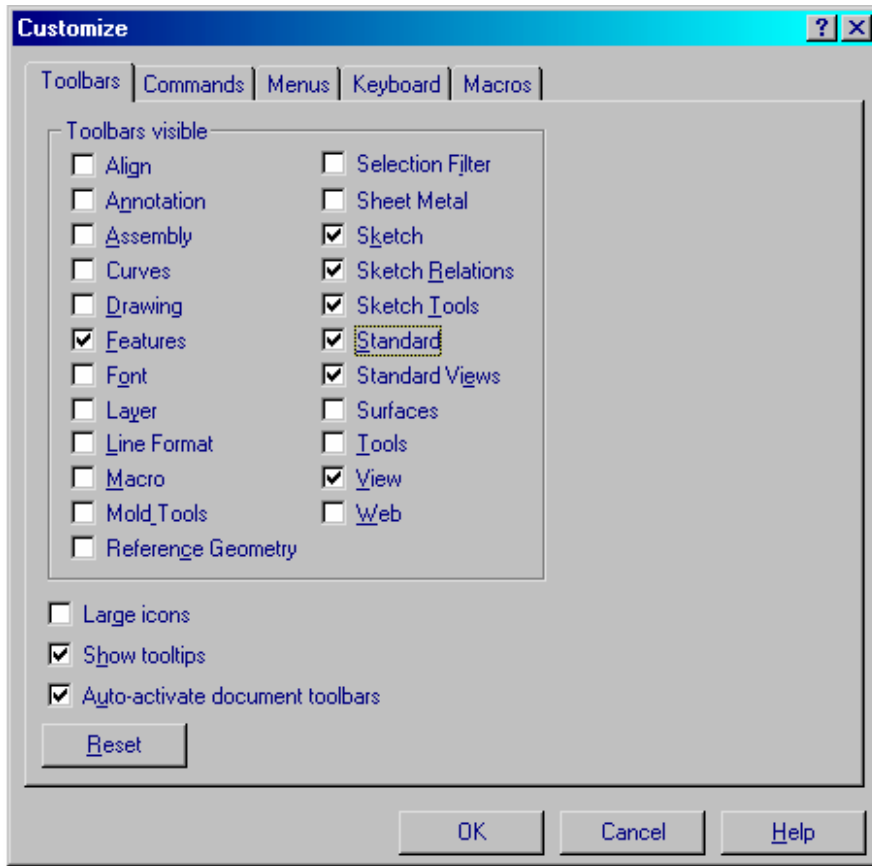 Customize
Toolbars Commands Menus Keyboard Macros
Toolbars visible
Align
Annotation
Assembly
Curves
Drawing
Features
Font
Layer
Line Format
Macro
Mold Tools
Reference Geometry
Selection Filter
Sheet Metal
Sketch
Sketch Relations
Sketch Tools
Standard
Standard Views
Surfaces
Tools
View
Web
Large icons
Show tooltips
Auto-activate document toolbars
Reset
OK Cancel Help